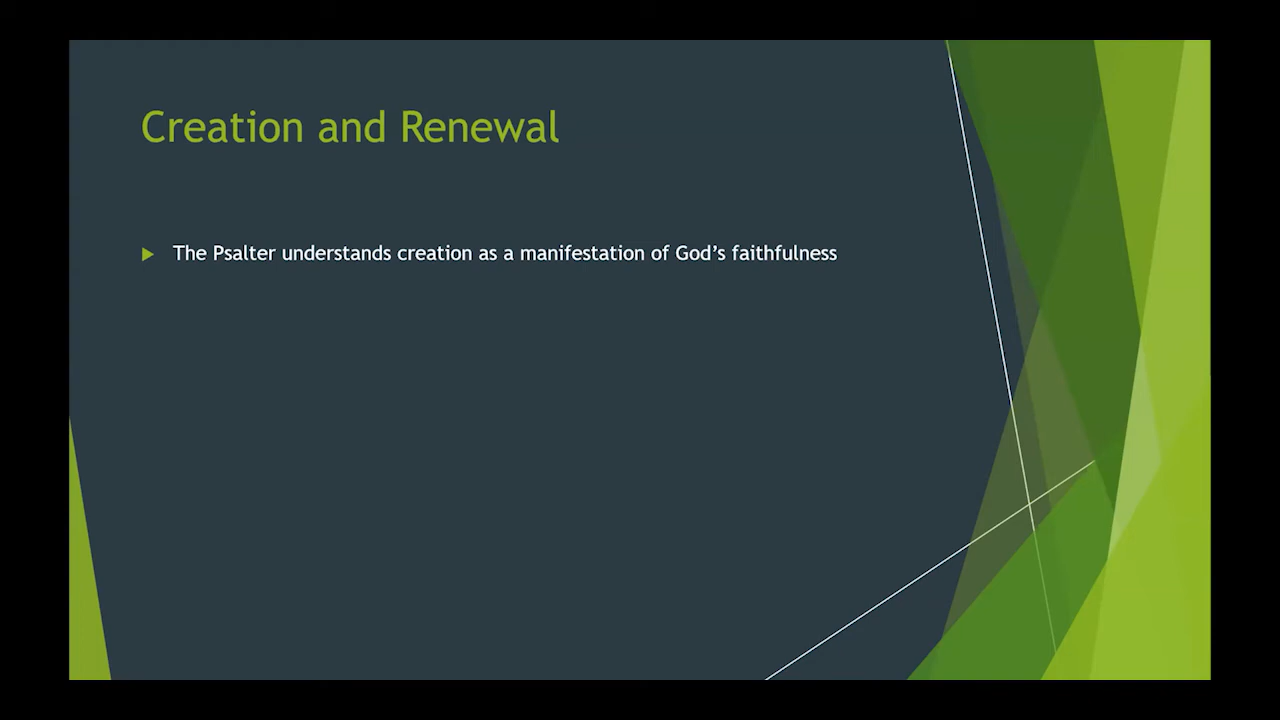 Creation and Renewal
The Psalter understands creation as a manifestation of God’s faithfulness